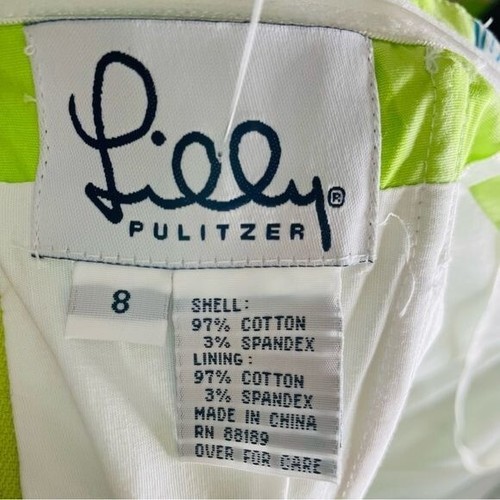 Lilly®
PULITZER
8
SHELL:
97% COTTON
3% SPANDEX
LINING:
97% COTTON
3% SPANDEX
MADE IN CHINA
RN 88189
OVER FOR CARE